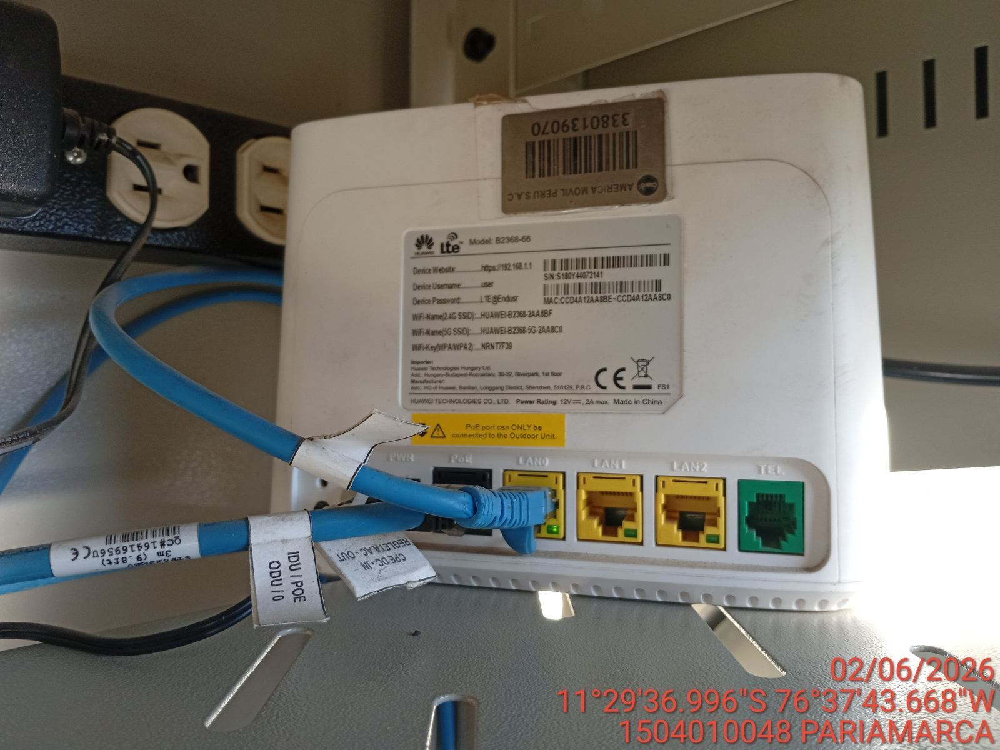 3380139070
AMERICA MOVIL PERU S.A.C
Claro
HUAWEI
Lte™ Model: B2368-66
Device Website:............https://192.168.1.1
Device Username:.........user
Device Password:..........LTE@Endusr
WiFi-Name(2.4G SSID):...HUAWEI-B2368-2AA8BF
WiFi-Name(5G SSID):......HUAWEI-B2368-5G-2AA8C0
WiFi-Key(WPA/WPA2):....NRNT7F39
S/N:S180Y44072141
MAC:CCD4A12AA8BE~CCD4A12AA8C0
Importer:
Huawei Technologies Hungary Ltd.
Add.: Hungary-Budapest-Kozraktaru. 30-32, Riverpark, 1st floor
Manufacturer:
Add.: HQ of Huawei, Bantian, Longgang District, Shenzhen, 518129, P.R.C
CE
FS1
HUAWEI TECHNOLOGIES CO., LTD. Power Rating: 12V⎓, 2A max. Made in China
PoE port can ONLY be
connected to the Outdoor Unit.
PWR PoE LAN0 LAN1 LAN2 TEL
QC#164169560U CE
3m (9.8ft)
IDU / POE
ODU / 0
CPE DC - IN
REGLETA AC - OUT
02/06/2026
11°29'36.996"S 76°37'43.668"W
1504010048 PARIAMARCA